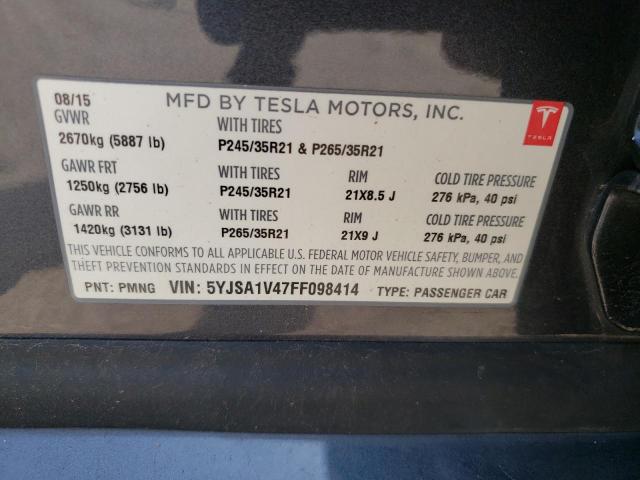 08/15 MFD BY TESLA MOTORS, INC.
GVWR WITH TIRES
2670kg (5887 lb) P245/35R21 & P265/35R21
TESLA
GAWR FRT WITH TIRES RIM COLD TIRE PRESSURE
1250kg (2756 lb) P245/35R21 21X8.5 J 276 kPa, 40 psi
GAWR RR WITH TIRES RIM COLD TIRE PRESSURE
1420kg (3131 lb) P265/35R21 21X9 J 276 kPa, 40 psi
THIS VEHICLE CONFORMS TO ALL APPLICABLE U.S. FEDERAL MOTOR VEHICLE SAFETY, BUMPER, AND
THEFT PREVENTION STANDARDS IN EFFECT ON THE DATE OF MANUFACTURE SHOWN ABOVE.
PNT: PMNG VIN: 5YJSA1V47FF098414 TYPE: PASSENGER CAR